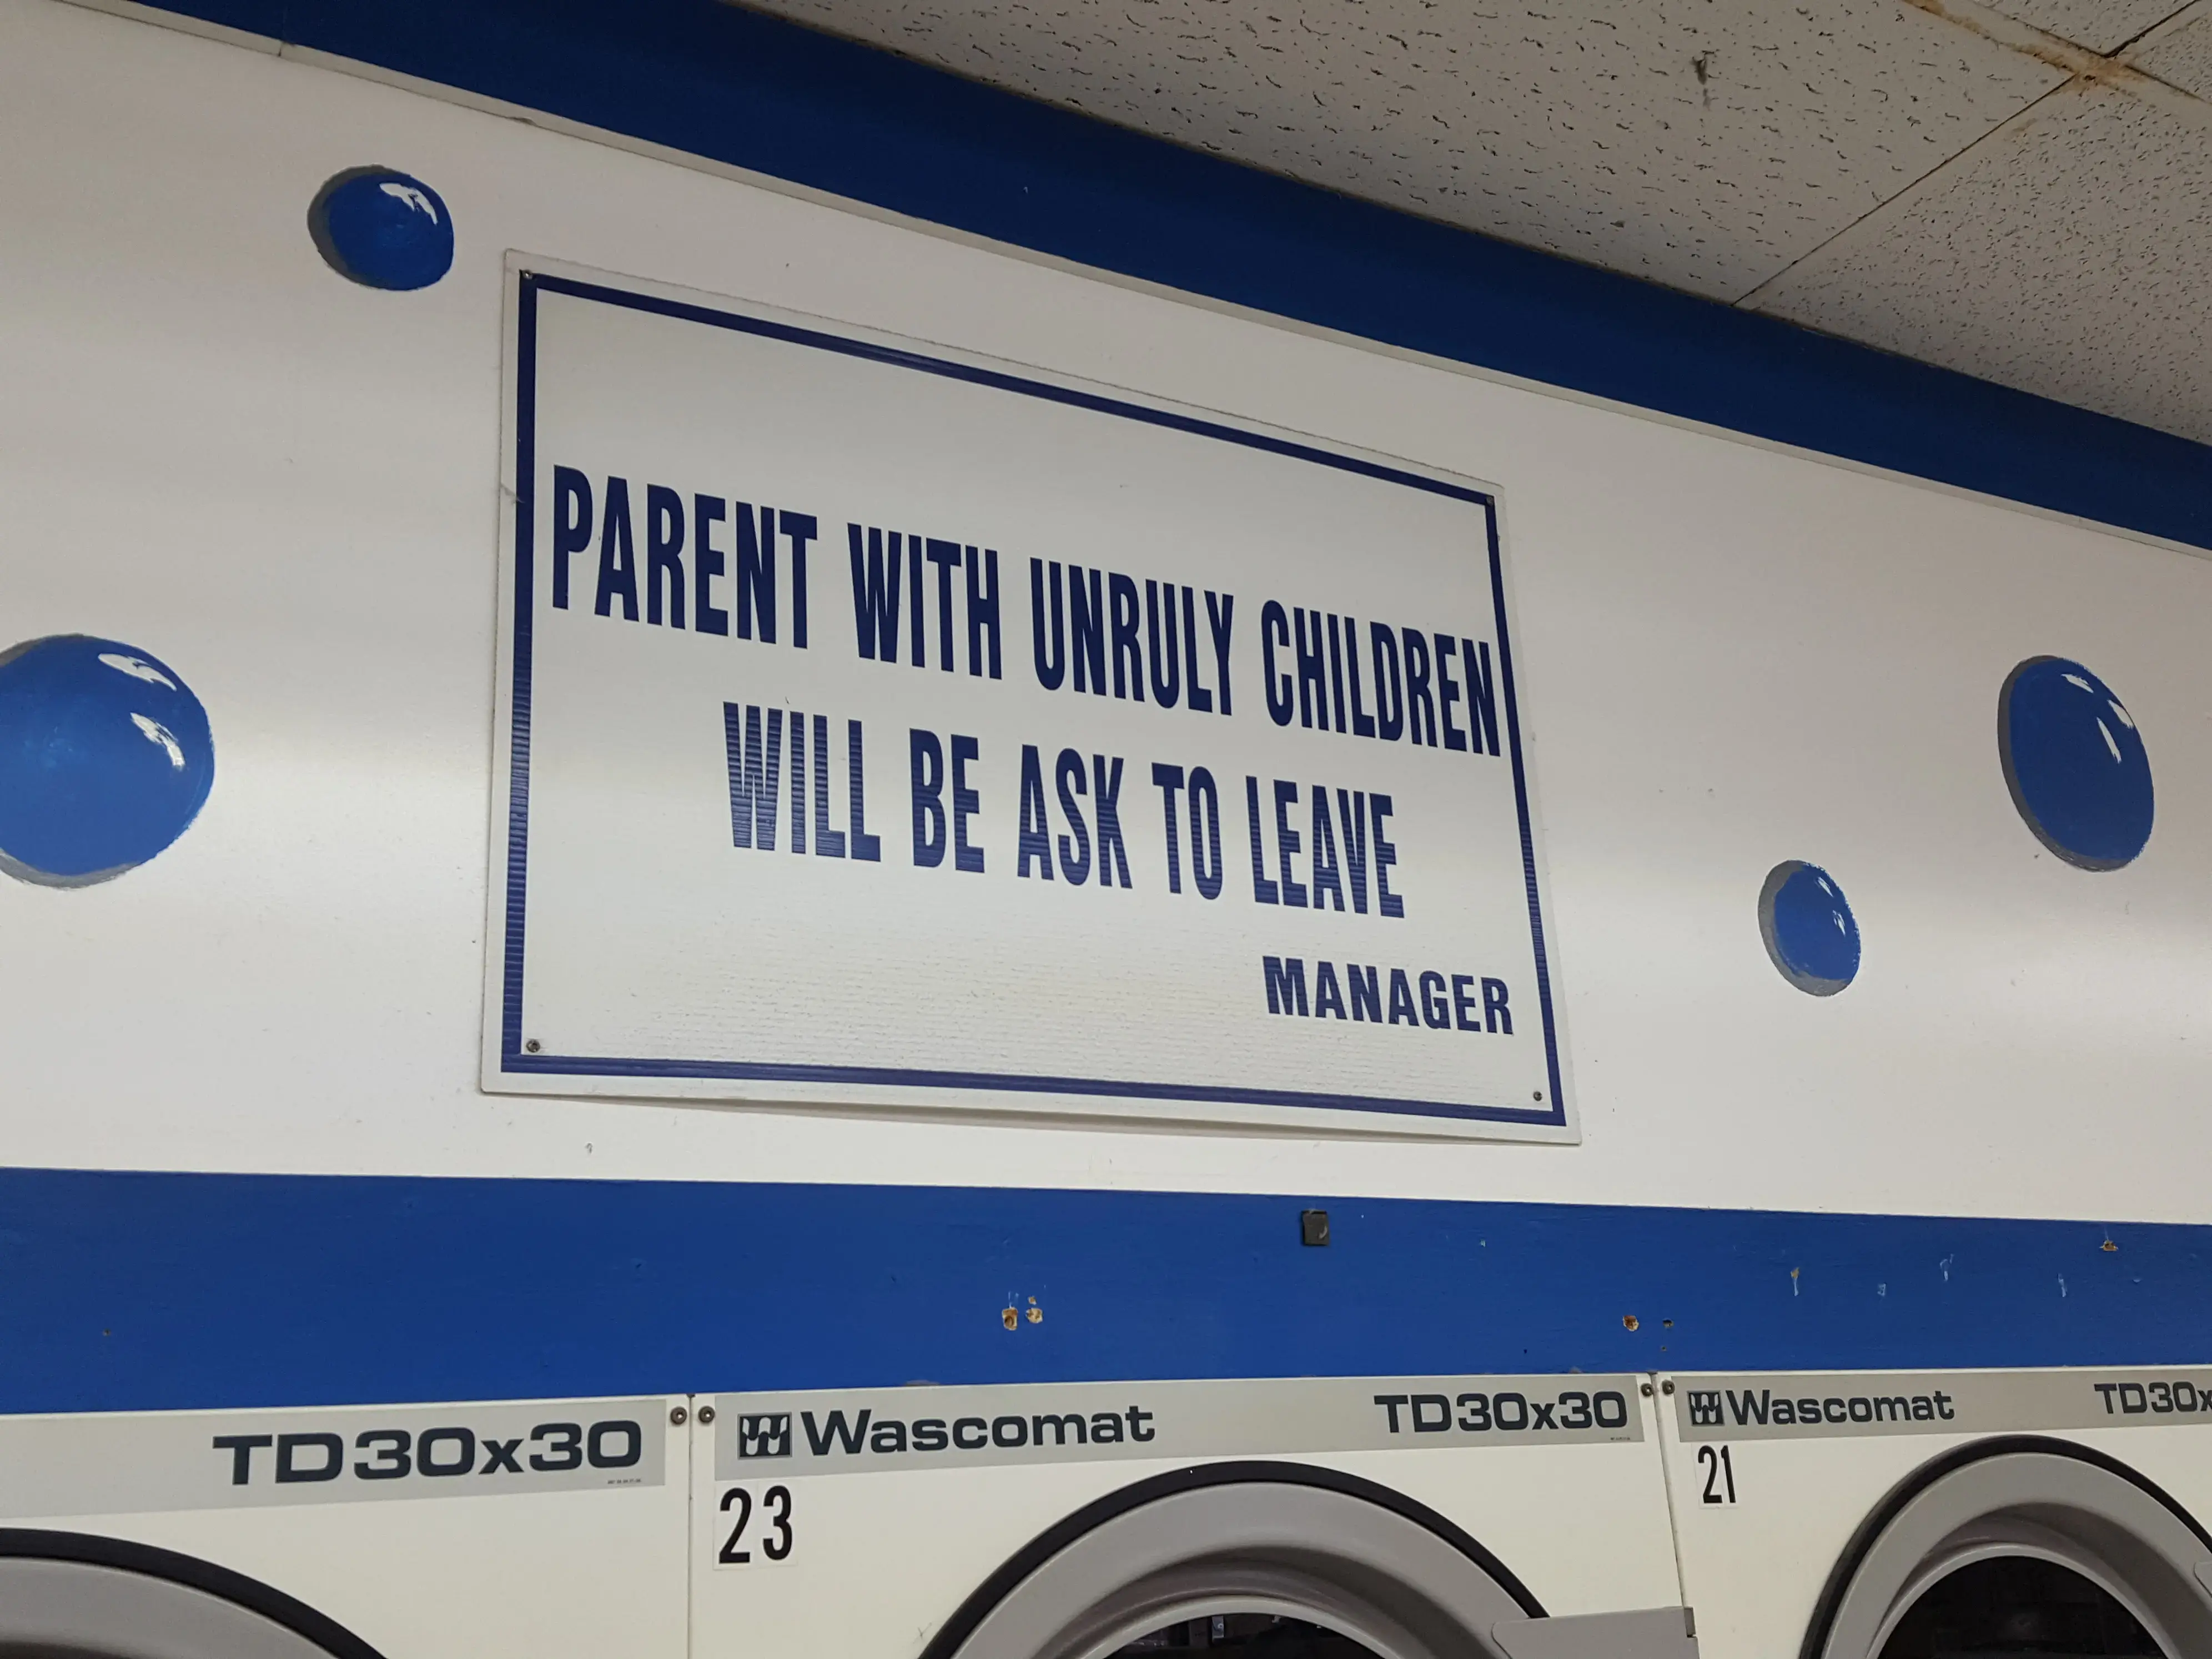 PARENT WITH UNRULY CHILDREN
WILL BE ASK TO LEAVE
MANAGER
TD30x30
Wascomat TD30x30
23
Wascomat TD30x
21